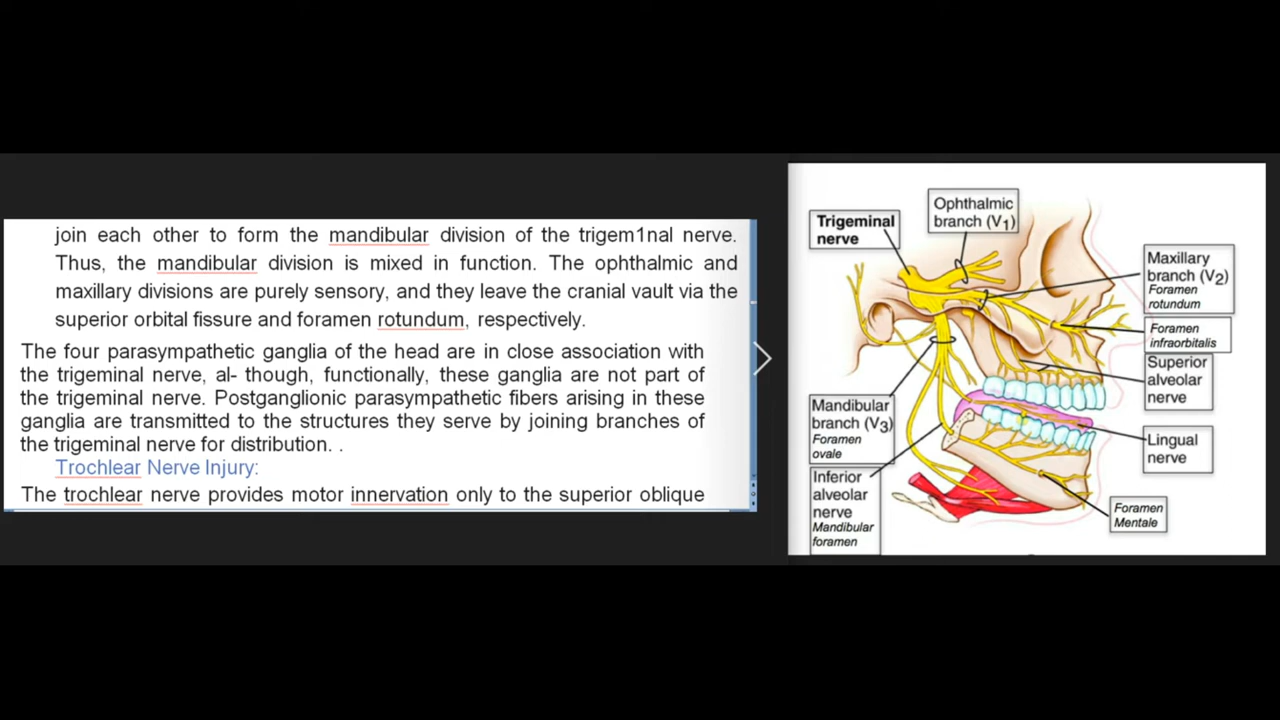 join each other to form the mandibular division of the trigem1nal nerve.
Thus, the mandibular division is mixed in function. The ophthalmic and
maxillary divisions are purely sensory, and they leave the cranial vault via the
superior orbital fissure and foramen rotundum, respectively.
The four parasympathetic ganglia of the head are in close association with
the trigeminal nerve, al- though, functionally, these ganglia are not part of
the trigeminal nerve. Postganglionic parasympathetic fibers arising in these
ganglia are transmitted to the structures they serve by joining branches of
the trigeminal nerve for distribution. .
Trochlear Nerve Injury:
The trochlear nerve provides motor innervation only to the superior oblique
Trigeminal
nerve
Ophthalmic
branch (V1)
Maxillary
branch (V2)
Foramen
rotundum
Foramen
infraorbitalis
Superior
alveolar
nerve
Mandibular
branch (V3)
Foramen
ovale
Lingual
nerve
Inferior
alveolar
nerve
Mandibular
foramen
Foramen
Mentale